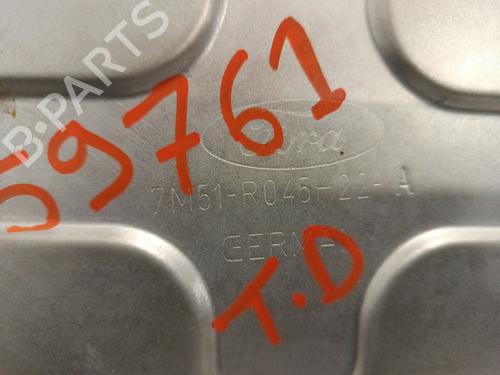 B-PARTS
59761
Ford
7M51-R045H22-A
GERM
T.D